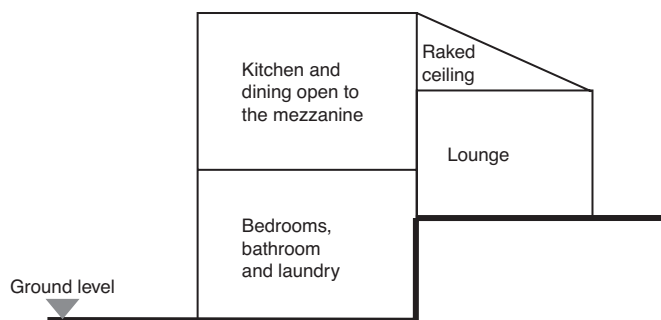 Kitchen and
dining open to
the mezzanine
Raked
ceiling
Lounge
Bedrooms,
bathroom
and laundry
Ground level